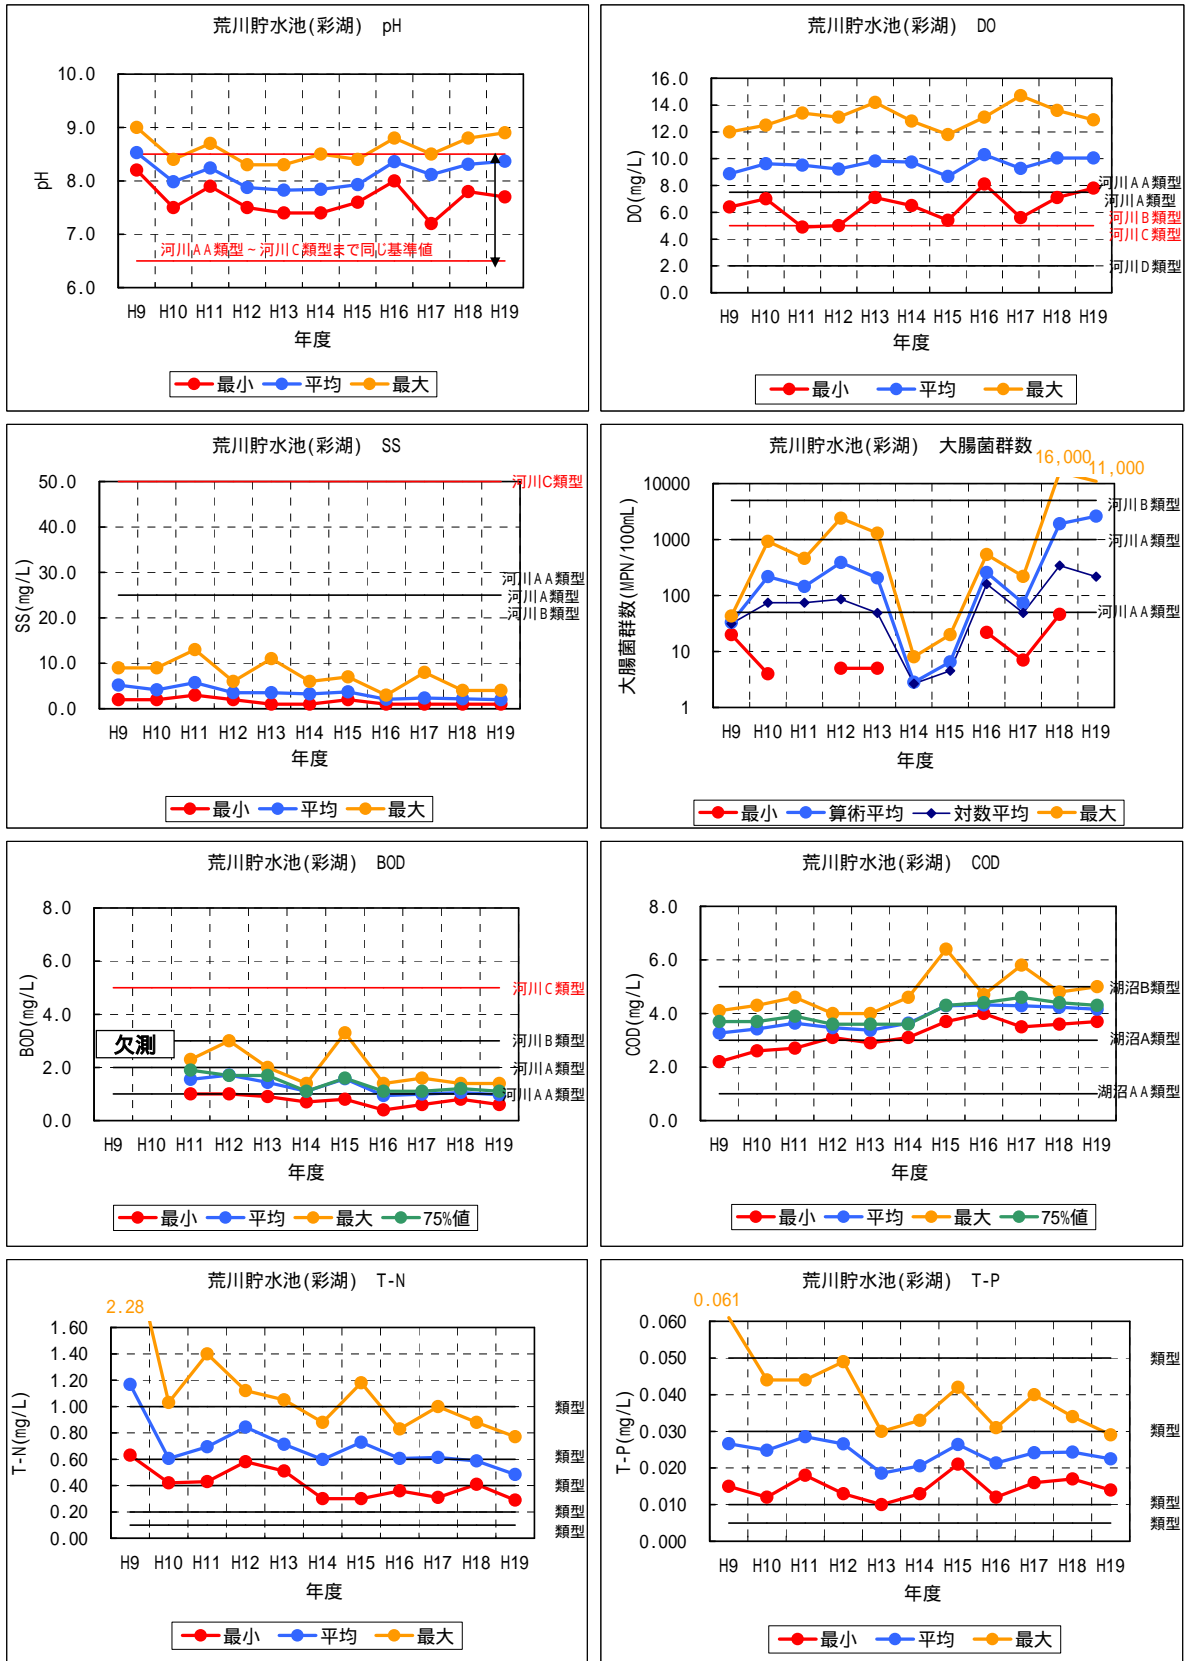 荒川貯水池(彩湖) pH
10.0
9.0
8.0
7.0
6.0
pH
河川AA類型～河川C類型まで同じ基準値
H9 H10 H11 H12 H13 H14 H15 H16 H17 H18 H19
年度
最小 平均 最大
荒川貯水池(彩湖) DO
16.0
14.0
12.0
10.0
8.0
6.0
4.0
2.0
0.0
DO(mg/L)
河川AA類型
河川A類型
河川B類型
河川C類型
河川D類型
H9 H10 H11 H12 H13 H14 H15 H16 H17 H18 H19
年度
最小 平均 最大
荒川貯水池(彩湖) SS
50.0
40.0
30.0
20.0
10.0
0.0
SS(mg/L)
河川C類型
河川AA類型
河川A類型
河川B類型
H9 H10 H11 H12 H13 H14 H15 H16 H17 H18 H19
年度
最小 平均 最大
荒川貯水池(彩湖) 大腸菌群数
16,000
11,000
10000
1000
100
10
1
大腸菌群数(MPN/100mL)
河川B類型
河川A類型
河川AA類型
H9 H10 H11 H12 H13 H14 H15 H16 H17 H18 H19
年度
最小 算術平均 対数平均 最大
荒川貯水池(彩湖) BOD
8.0
6.0
4.0
2.0
0.0
BOD(mg/L)
欠測
河川C類型
河川B類型
河川A類型
河川AA類型
H9 H10 H11 H12 H13 H14 H15 H16 H17 H18 H19
年度
最小 平均 最大 75%値
荒川貯水池(彩湖) COD
8.0
6.0
4.0
2.0
0.0
COD(mg/L)
湖沼B類型
湖沼A類型
湖沼AA類型
H9 H10 H11 H12 H13 H14 H15 H16 H17 H18 H19
年度
最小 平均 最大 75%値
荒川貯水池(彩湖) T-N
2.28
1.60
1.40
1.20
1.00
0.80
0.60
0.40
0.20
0.00
T-N(mg/L)
類型
類型
類型
類型
類型
H9 H10 H11 H12 H13 H14 H15 H16 H17 H18 H19
年度
最小 平均 最大
荒川貯水池(彩湖) T-P
0.061
0.060
0.050
0.040
0.030
0.020
0.010
0.000
T-P(mg/L)
類型
類型
類型
類型
H9 H10 H11 H12 H13 H14 H15 H16 H17 H18 H19
年度
最小 平均 最大